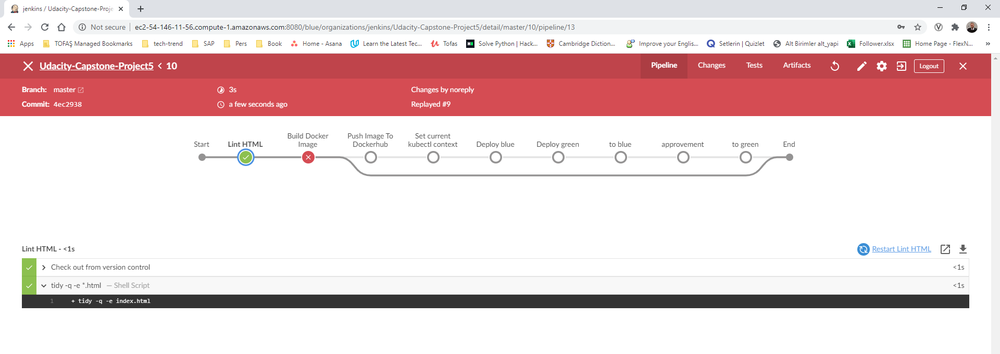 jenkins / Udacity-Capstone-Proje
Not secure ec2-54-146-11-56.compute-1.amazonaws.com:8080/blue/organizations/jenkins/Udacity-Capstone-Project5/detail/master/10/pipeline/13
Apps TOFAŞ Managed Bookmarks tech-trend SAP Pers Book Home - Asana Learn the Latest Tec... Tofas Solve Python | Hack... Cambridge Diction... Improve your Englis... Setlerin | Quizlet Alt Birimler alt_yapi Follower.xlsx Home Page - FlexN... »
Udacity-Capstone-Project5 < 10 Pipeline Changes Tests Artifacts Logout
Branch: master 3s Changes by noreply
Commit: 4ec2938 a few seconds ago Replayed #9
Start
Lint HTML
Build Docker
Image
Push Image To
Dockerhub
Set current
kubectl context
Deploy blue
Deploy green
to blue
approvement
to green
End
Lint HTML - <1s Restart Lint HTML
Check out from version control <1s
tidy -q -e *.html — Shell Script <1s
1 + tidy -q -e index.html